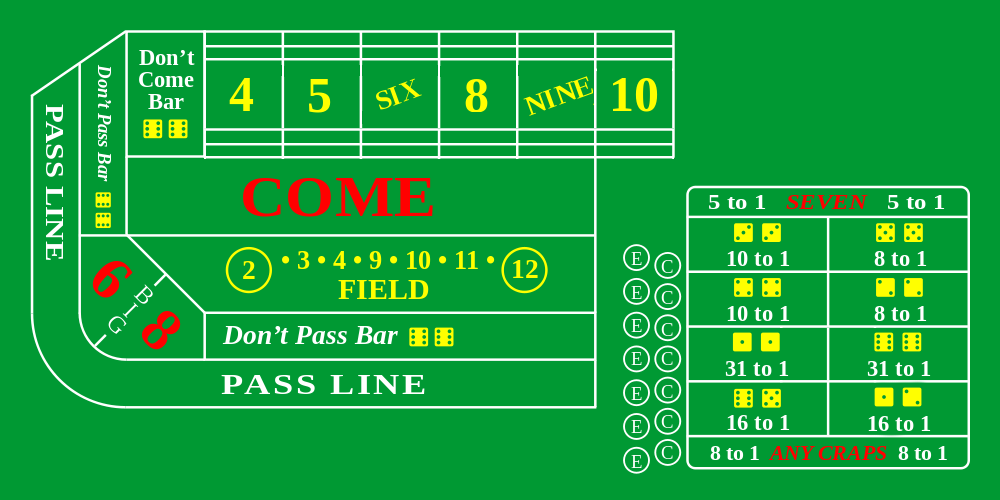 Don't
Come
Bar
4 5 SIX 8 NINE 10
PASS LINE
Don't Pass Bar
COME
2 • 3 • 4 • 9 • 10 • 11 • 12
FIELD
6 8
BIG
Don't Pass Bar
PASS LINE
E C
E C
E C
E C
E C
E C
E C
5 to 1 SEVEN 5 to 1
10 to 1 8 to 1
10 to 1 8 to 1
31 to 1 31 to 1
16 to 1 16 to 1
8 to 1 ANY CRAPS 8 to 1